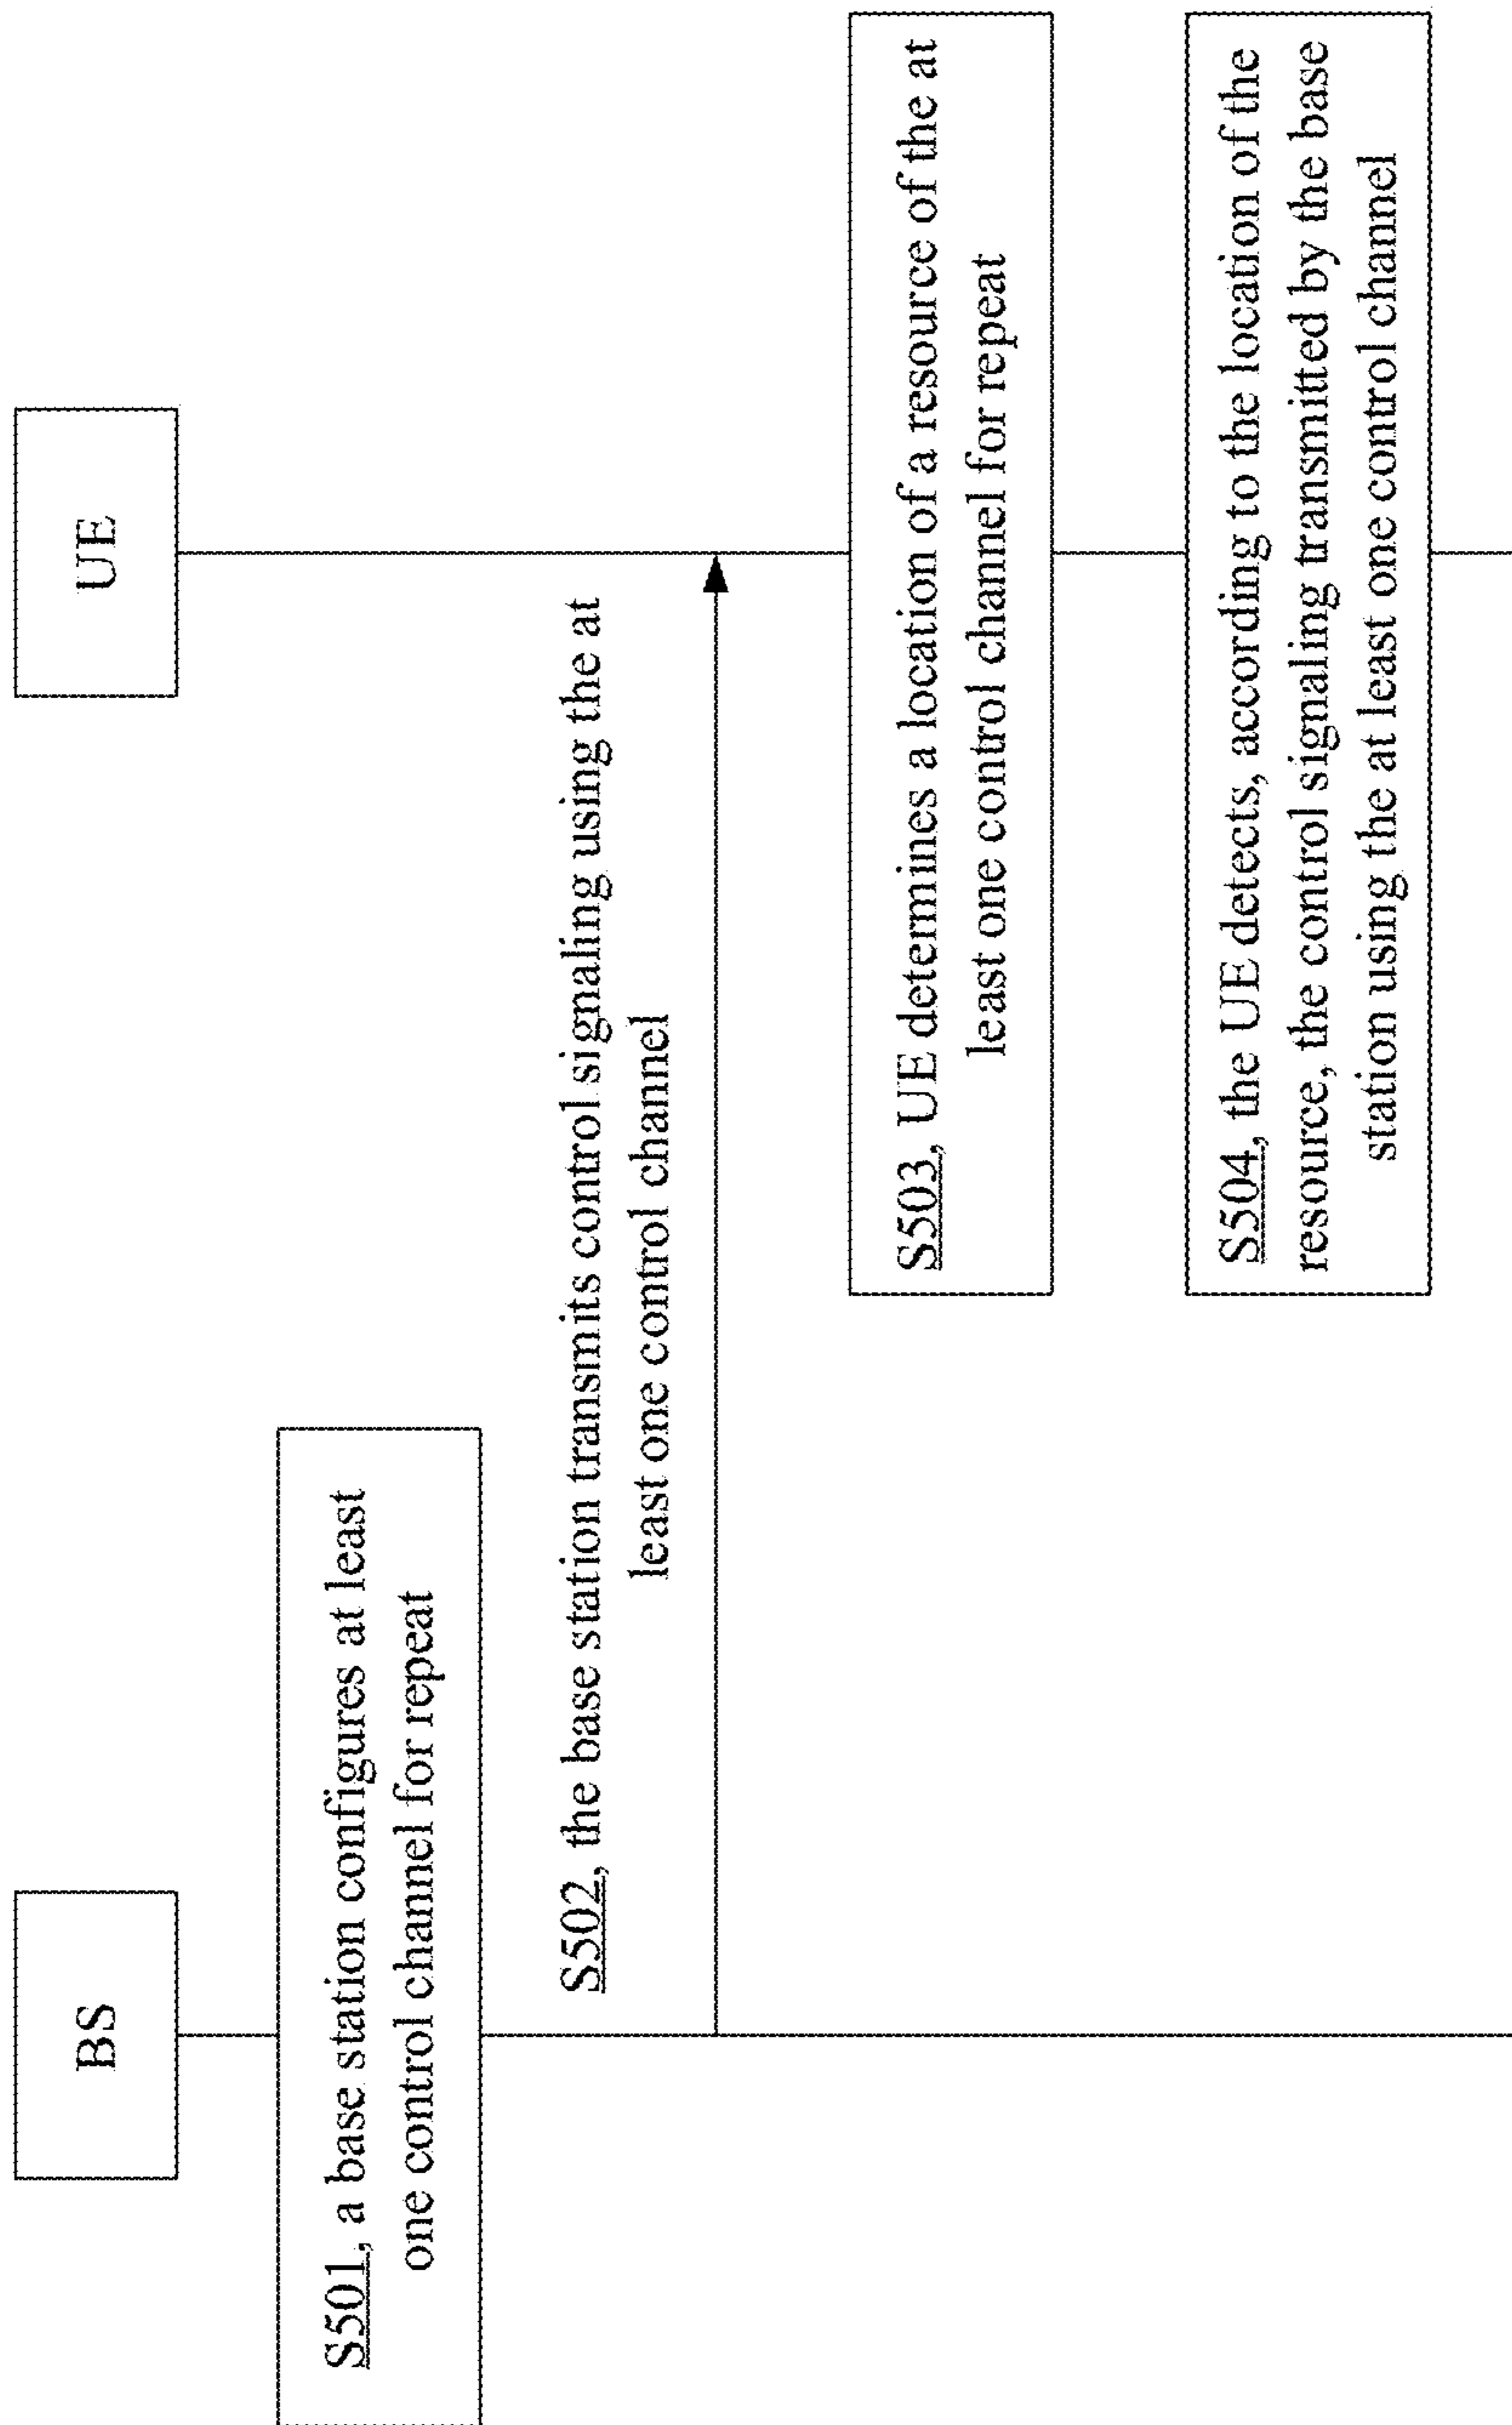 BS
UE
S501, a base station configures at least
one control channel for repeat
S502, the base station transmits control signaling using the at
least one control channel
S503, UE determines a location of a resource of the at
least one control channel for repeat
S504, the UE detects, according to the location of the
resource, the control signaling transmitted by the base
station using the at least one control channel